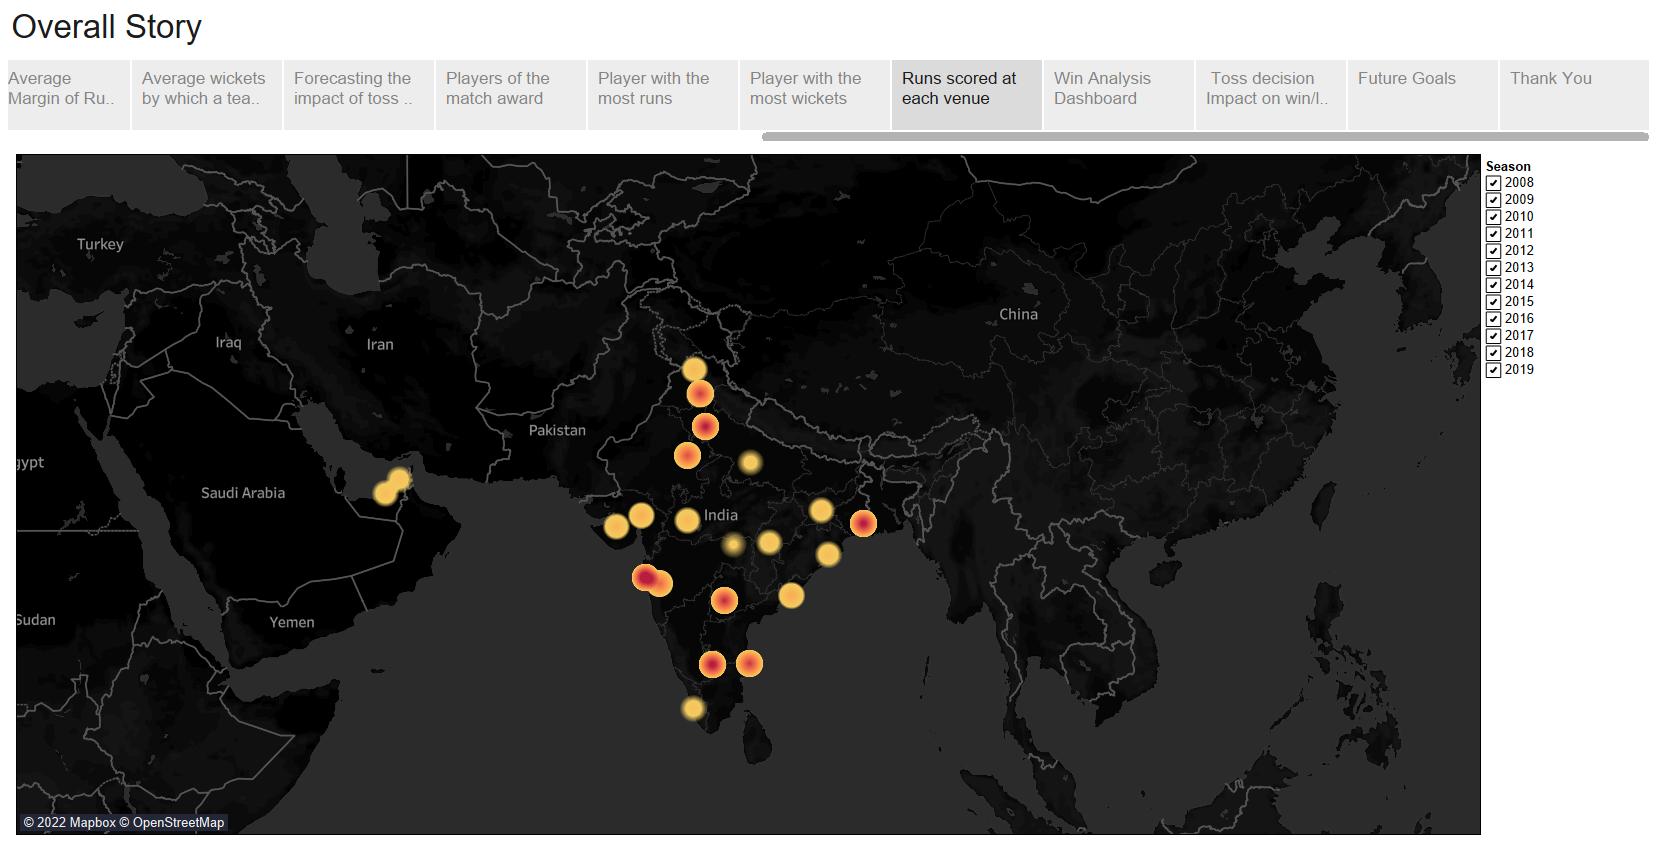 Overall Story
Average
Margin of Ru..
Average wickets
by which a tea..
Forecasting the
impact of toss ..
Players of the
match award
Player with the
most runs
Player with the
most wickets
Runs scored at
each venue
Win Analysis
Dashboard
Toss decision
Impact on win/l..
Future Goals
Thank You
Season
2008
2009
2010
2011
2012
2013
2014
2015
2016
2017
2018
2019
Turkey
China
Iraq
Iran
Pakistan
gypt
Saudi Arabia
India
Sudan
Yemen
© 2022 Mapbox © OpenStreetMap